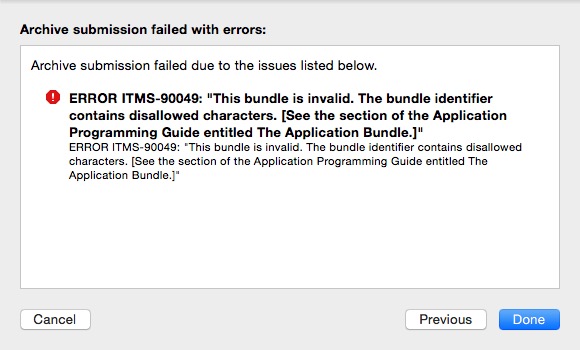 Archive submission failed with errors:
Archive submission failed due to the issues listed below.
ERROR ITMS-90049: "This bundle is invalid. The bundle identifier
contains disallowed characters. [See the section of the Application
Programming Guide entitled The Application Bundle.]"
ERROR ITMS-90049: "This bundle is invalid. The bundle identifier contains disallowed
characters. [See the section of the Application Programming Guide entitled The
Application Bundle.]"
Cancel
Previous
Done